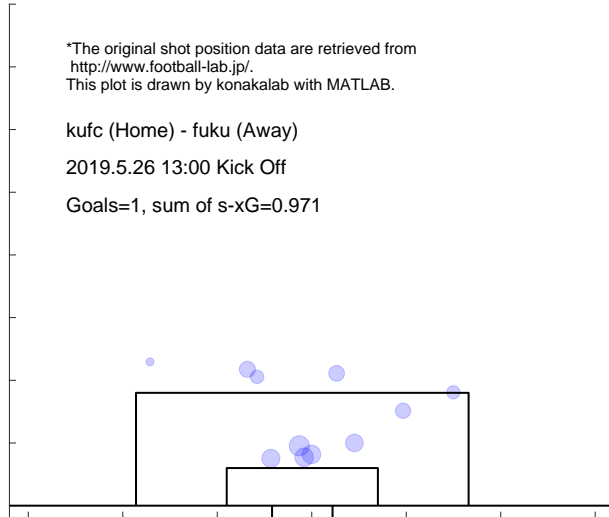 *The original shot position data are retrieved from
http://www.football-lab.jp/.
This plot is drawn by konakalab with MATLAB.
kufc (Home) - fuku (Away)
2019.5.26 13:00 Kick Off
Goals=1, sum of s-xG=0.971